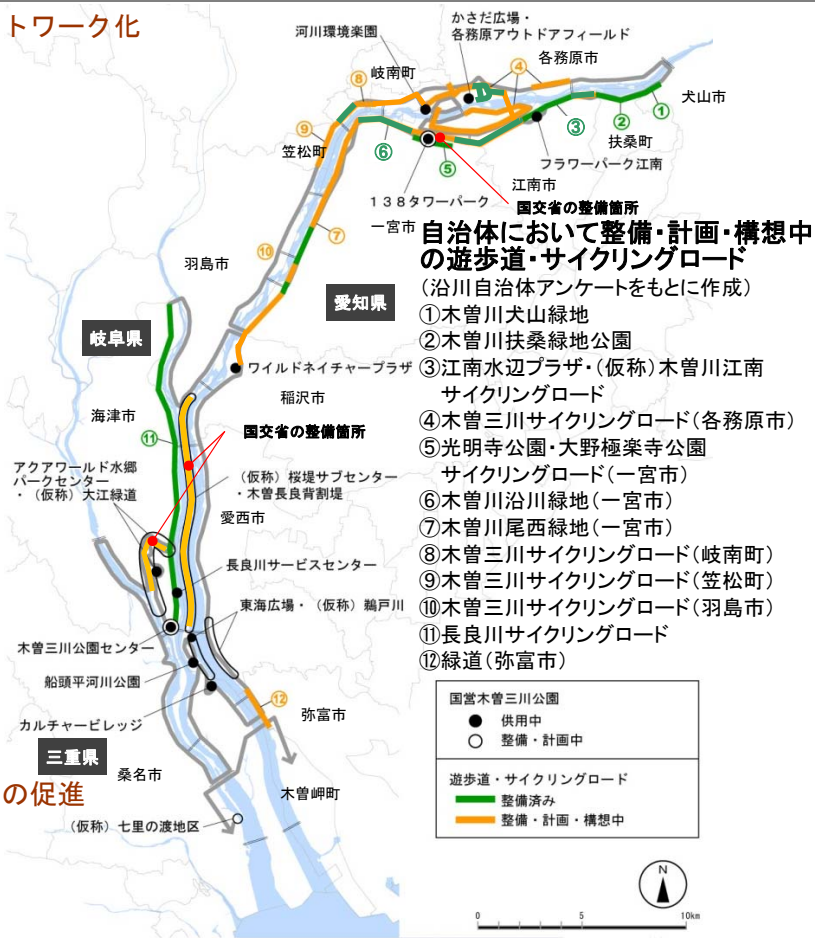 トワーク化
河川環境楽園
かさだ広場・
各務原アウトドアフィールド
各務原市
岐南町
④
⑧
犬山市
①
②
③
扶桑町
⑨
笠松町
⑥
⑤
フラワーパーク江南
江南市
138タワーパーク
国交省の整備箇所
一宮市
⑦
⑩
羽島市
愛知県
岐阜県
ワイルドネイチャープラザ
稲沢市
海津市
国交省の整備箇所
⑪
アクアワールド水郷
パークセンター
・(仮称)大江緑道
(仮称)桜堤サブセンター
・木曽長良背割堤
愛西市
長良川サービスセンター
東海広場・(仮称)鵜戸川
木曽三川公園センター
船頭平河川公園
カルチャービレッジ
⑫
弥富市
三重県
桑名市
の促進
木曽岬町
(仮称)七里の渡地区
自治体において整備・計画・構想中
の遊歩道・サイクリングロード
(沿川自治体アンケートをもとに作成)
①木曽川犬山緑地
②木曽川扶桑緑地公園
③江南水辺プラザ・(仮称)木曽川江南
サイクリングロード
④木曽三川サイクリングロード(各務原市)
⑤光明寺公園・大野極楽寺公園
サイクリングロード(一宮市)
⑥木曽川沿川緑地(一宮市)
⑦木曽川尾西緑地(一宮市)
⑧木曽三川サイクリングロード(岐南町)
⑨木曽三川サイクリングロード(笠松町)
⑩木曽三川サイクリングロード(羽島市)
⑪長良川サイクリングロード
⑫緑道(弥富市)
国営木曽三川公園
供用中
整備・計画中
遊歩道・サイクリングロード
整備済み
整備・計画・構想中
N
0 5 10km